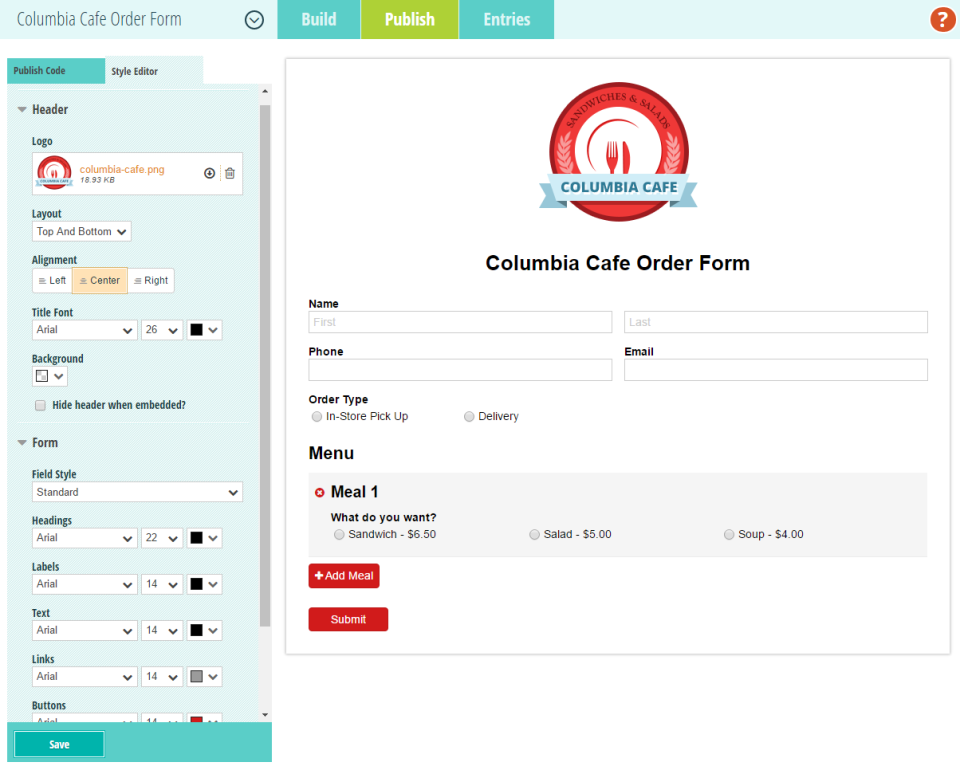 Columbia Cafe Order Form
Build
Publish
Entries
?
Publish Code
Style Editor
Header
Logo
columbia-cafe.png
18.93 KB
Layout
Top And Bottom
Alignment
Left
Center
Right
Title Font
Arial
26
Background
Hide header when embedded?
Form
Field Style
Standard
Headings
Arial
22
Labels
Arial
14
Text
Arial
14
Links
Arial
14
Buttons
Arial
14
Save
SANDWICHES & SALADS
COLUMBIA CAFE
Columbia Cafe Order Form
Name
First
Last
Phone
Email
Order Type
In-Store Pick Up
Delivery
Menu
Meal 1
What do you want?
Sandwich - $6.50
Salad - $5.00
Soup - $4.00
Add Meal
Submit